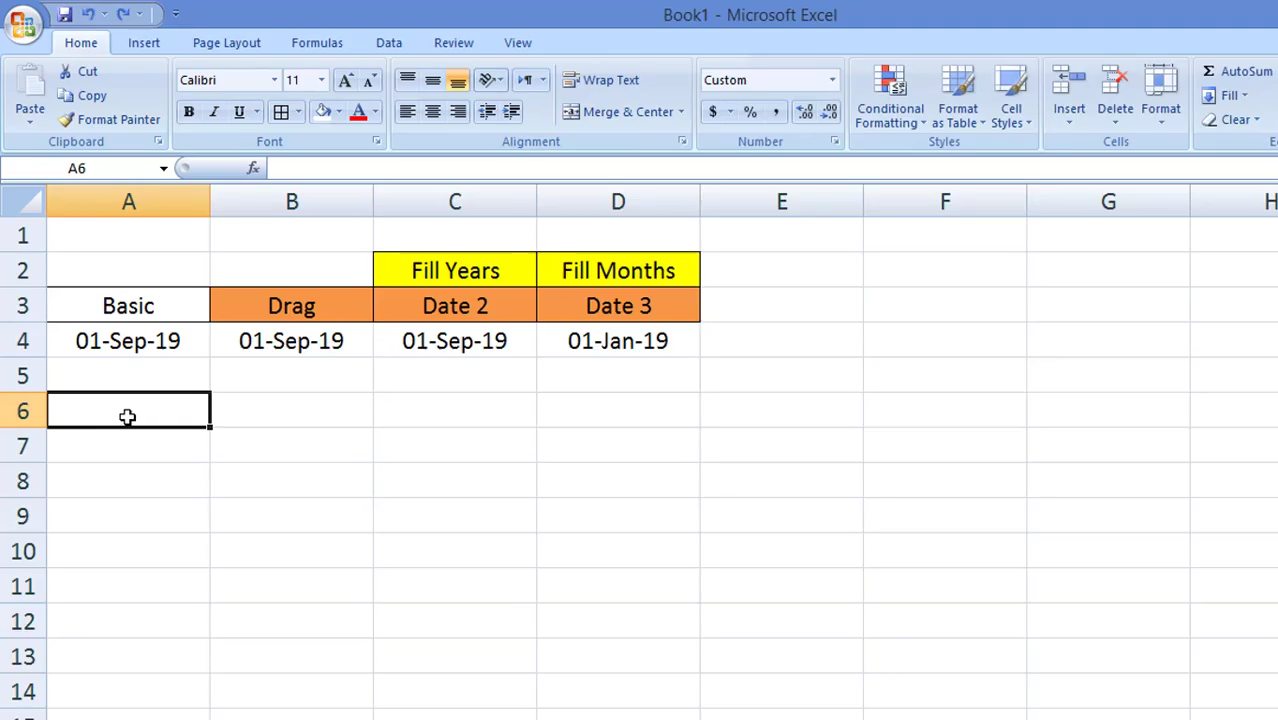 Book1 - Microsoft Excel
Home Insert Page Layout Formulas Data Review View
Paste
Cut
Copy
Format Painter
Clipboard
Calibri 11
B I U A
Font
Wrap Text
Merge & Center
Alignment
Custom
$ % ,
Number
Conditional Formatting
Format as Table
Cell Styles
Styles
Insert Delete Format
Cells
Σ AutoSum
Fill
Clear
A6 fx
A B C D E F G H
1
2 Fill Years Fill Months
3 Basic Drag Date 2 Date 3
4 01-Sep-19 01-Sep-19 01-Sep-19 01-Jan-19
5
6
7
8
9
10
11
12
13
14